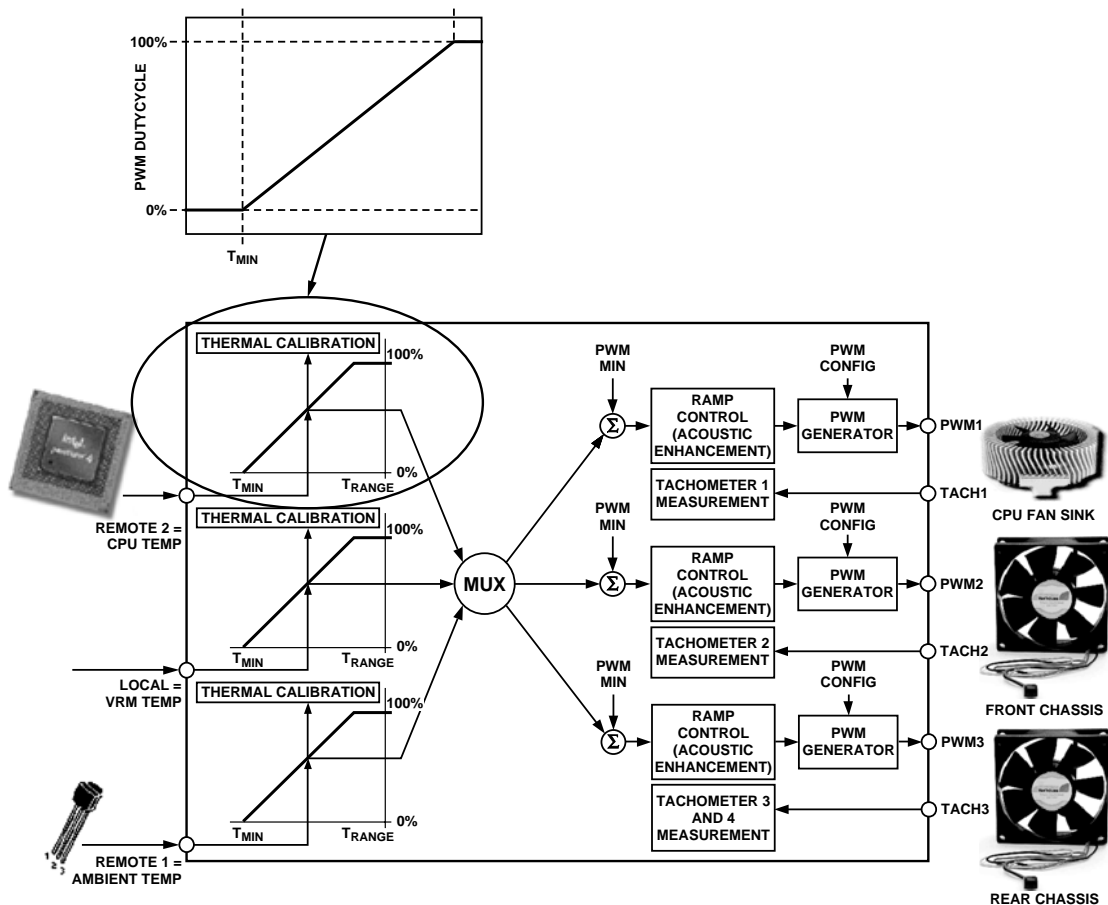 100%
PWM DUTYCYCLE
0%
TMIN
THERMAL CALIBRATION
100%
0%
TMIN
TRANGE
REMOTE 2 =
CPU TEMP
THERMAL CALIBRATION
100%
0%
TMIN
TRANGE
LOCAL =
VRM TEMP
THERMAL CALIBRATION
100%
0%
TMIN
TRANGE
REMOTE 1 =
AMBIENT TEMP
1
2
3
MUX
PWM
MIN
Σ
RAMP
CONTROL
(ACOUSTIC
ENHANCEMENT)
PWM
CONFIG
PWM
GENERATOR
PWM1
TACHOMETER 1
MEASUREMENT
TACH1
CPU FAN SINK
PWM
MIN
Σ
RAMP
CONTROL
(ACOUSTIC
ENHANCEMENT)
PWM
CONFIG
PWM
GENERATOR
PWM2
TACHOMETER 2
MEASUREMENT
TACH2
FRONT CHASSIS
PWM
MIN
Σ
RAMP
CONTROL
(ACOUSTIC
ENHANCEMENT)
PWM
CONFIG
PWM
GENERATOR
PWM3
TACHOMETER 3
AND 4
MEASUREMENT
TACH3
REAR CHASSIS